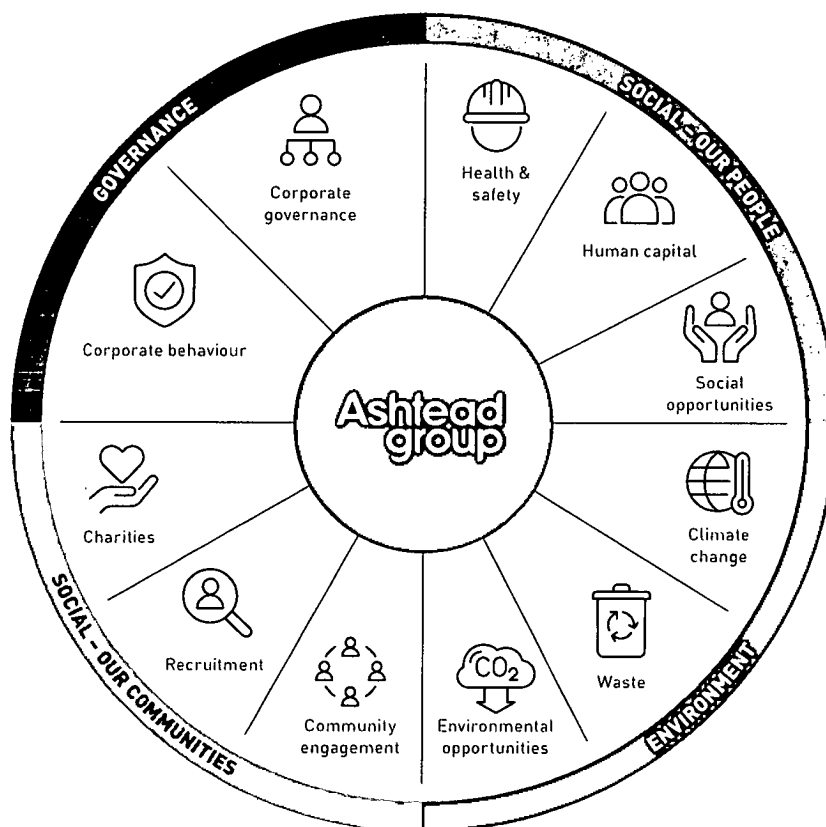 GOVERNANCE
SOCIAL – OUR PEOPLE
Corporate
governance
Health &
safety
Human capital
Corporate behaviour
Social
opportunities
Ashtead
group
Charities
Climate
change
Recruitment
Waste
Community
engagement
CO₂
Environmental
opportunities
SOCIAL – OUR COMMUNITIES
ENVIRONMENT